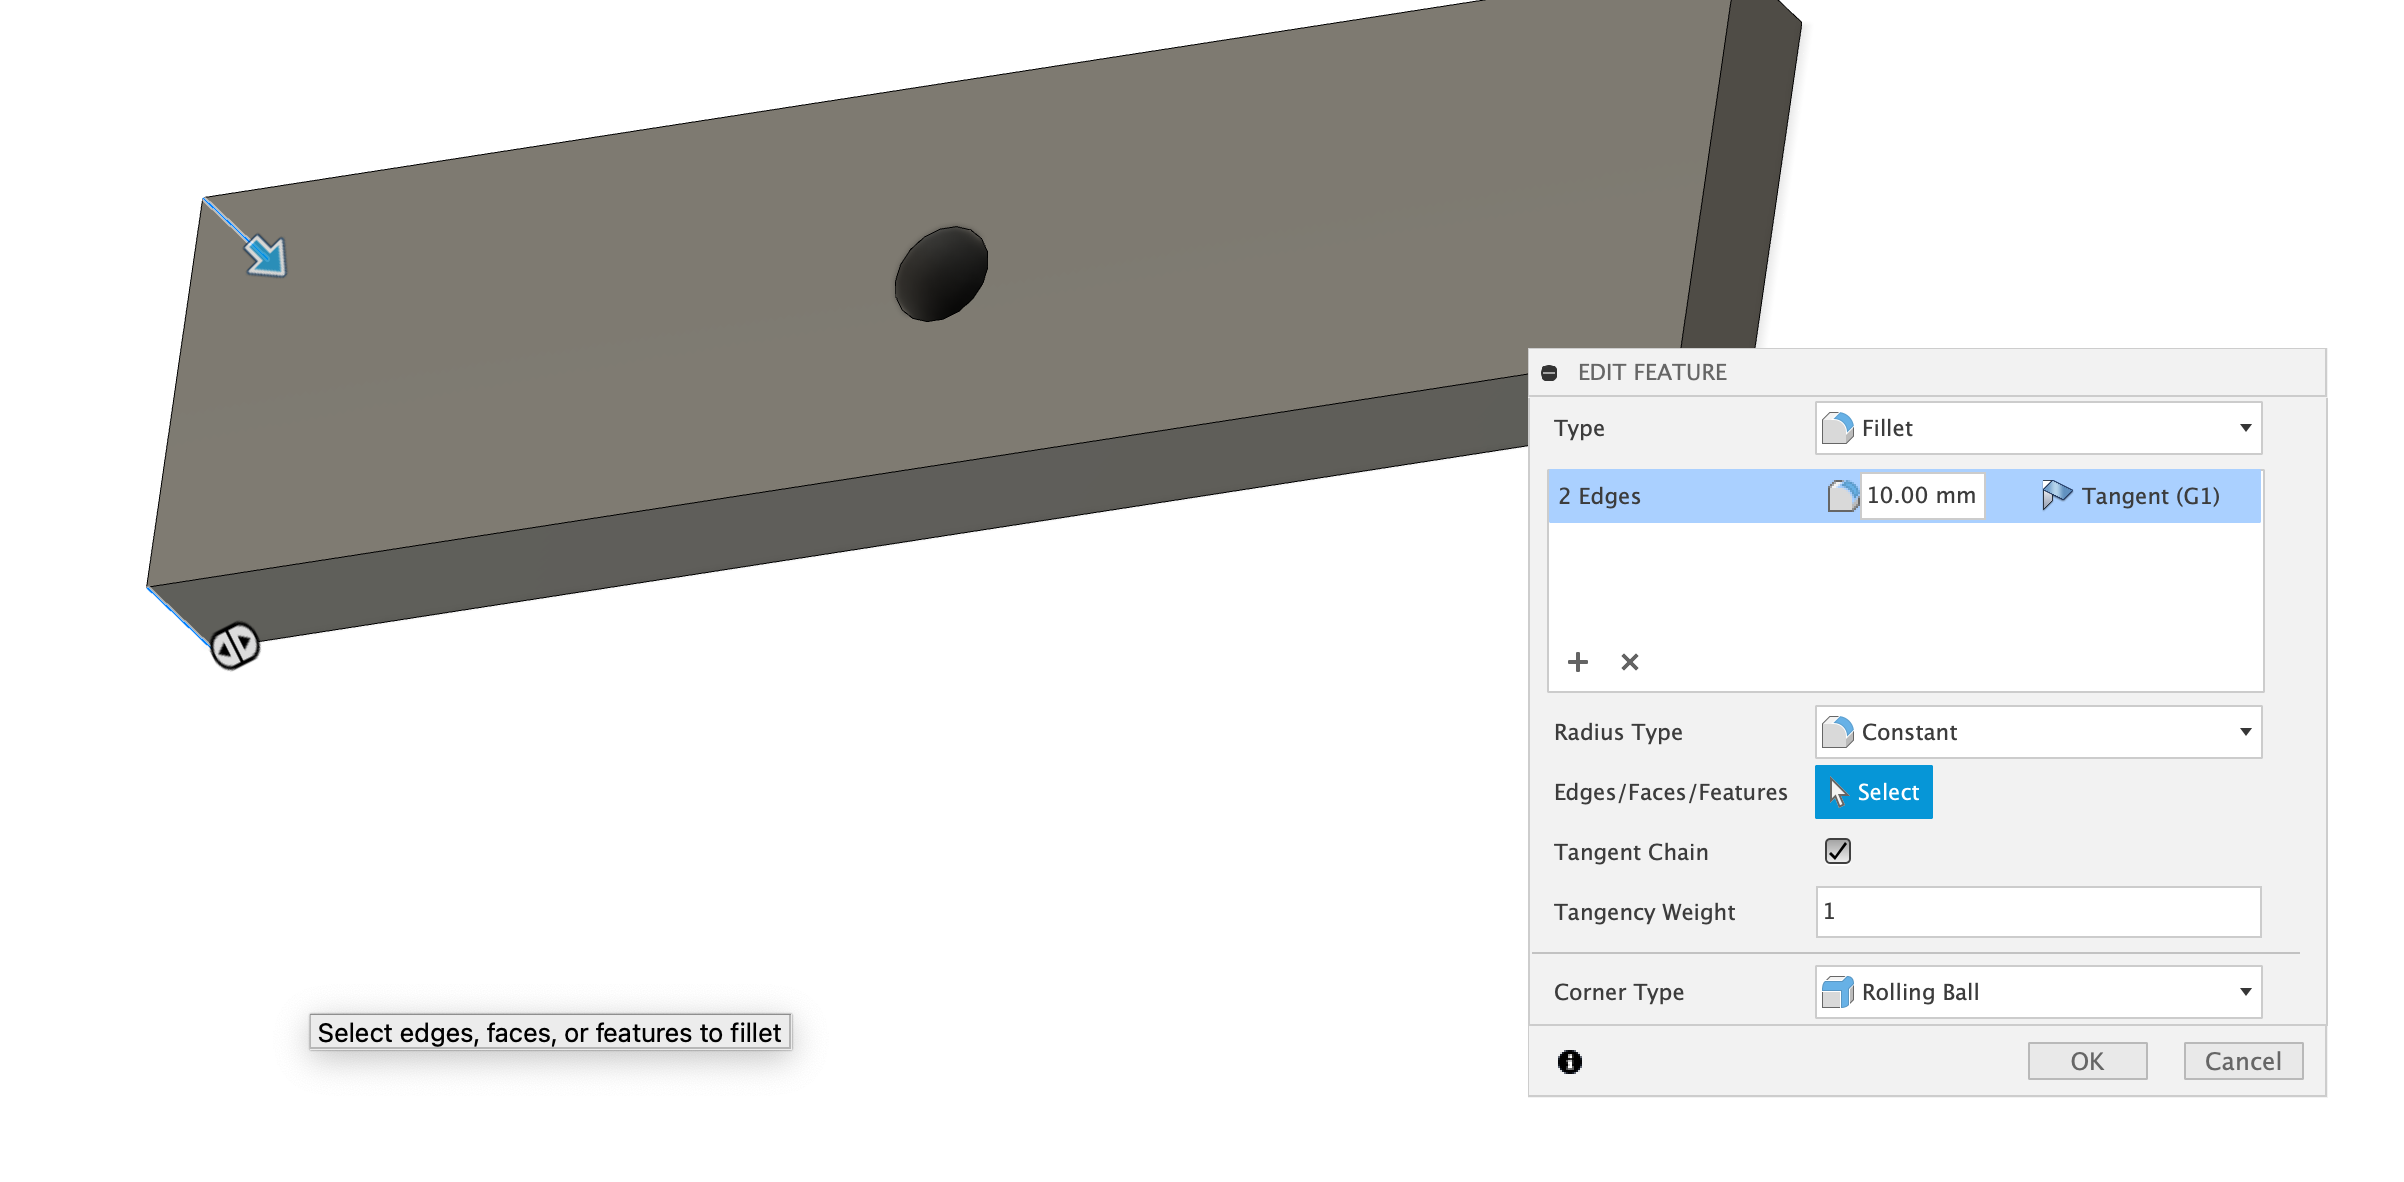 EDIT FEATURE
Type Fillet
2 Edges 10.00 mm Tangent (G1)
Radius Type Constant
Edges/Faces/Features Select
Tangent Chain
Tangency Weight 1
Corner Type Rolling Ball
OK Cancel
Select edges, faces, or features to fillet